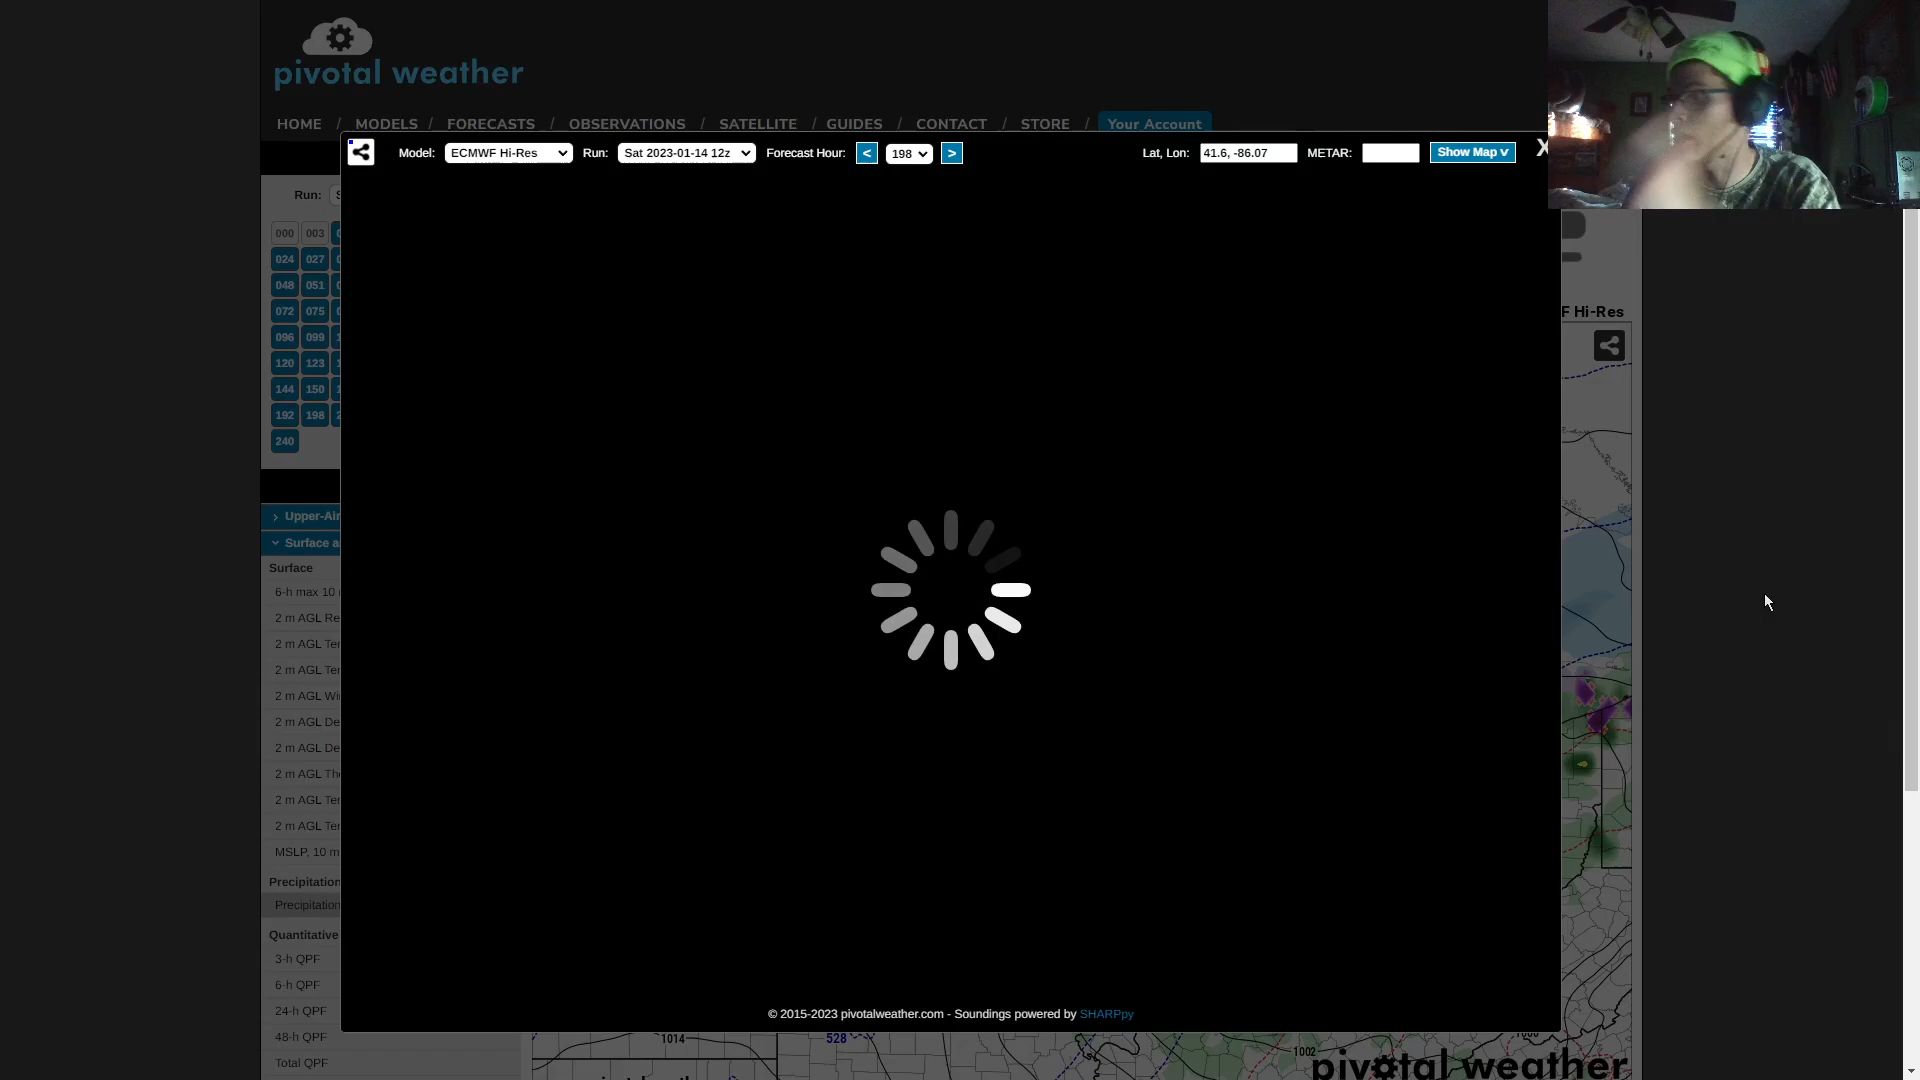 pivotal weather
HOME / MODELS / FORECASTS / OBSERVATIONS / SATELLITE / GUIDES / CONTACT / STORE / Your Account
Model: ECMWF Hi-Res Run: Sat 2023-01-14 12z Forecast Hour: < 198 > Lat, Lon: 41.6, -86.07 METAR: Show Map X
Run:
000 003
024 027
048 051
072 075
096 099
120 123
144 150
192 198
240
F Hi-Res
Upper-Air
Surface a
Surface
6-h max 10
2 m AGL Re
2 m AGL Te
2 m AGL Te
2 m AGL Wi
2 m AGL De
2 m AGL De
2 m AGL Th
2 m AGL Te
2 m AGL Te
MSLP, 10 m
Precipitation
Precipitation
Quantitative
3-h QPF
6-h QPF
24-h QPF
48-h QPF
Total QPF
© 2015-2023 pivotalweather.com - Soundings powered by SHARPpy
1014 528 1002
pivotal weather